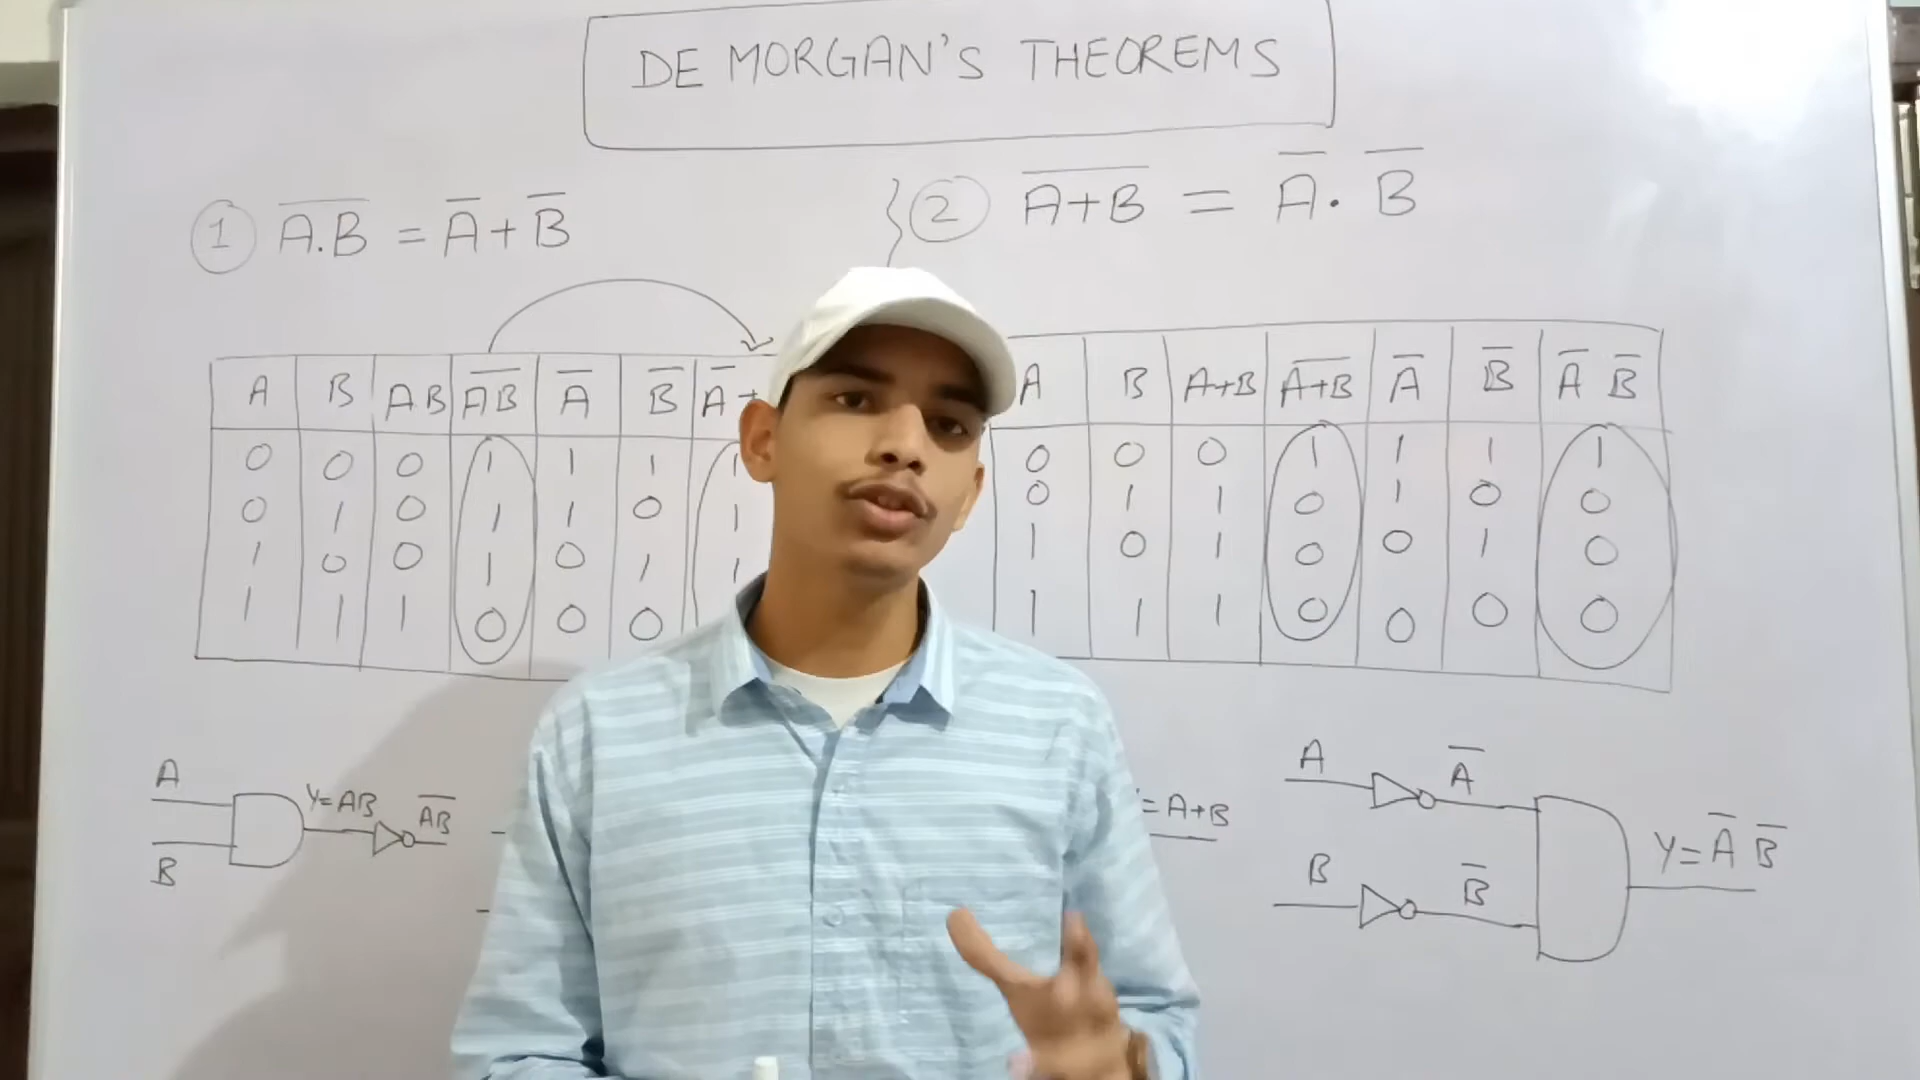 DE MORGAN'S THEOREMS
① A̅.̅B̅ = A̅ + B̅
② A̅+̅B̅ = A̅ . B̅
A B AB A̅B̅ A̅ B̅ A̅ +
0 0 0 1 1 1 1
0 1 0 1 1 0 1
1 0 0 1 0 1 1
1 1 1 0 0 0
A B A+B A̅+̅B̅ A̅ B̅ A̅ B̅
0 0 0 1 1 1 1
0 1 1 0 1 0 0
1 0 1 0 0 1 0
1 1 1 0 0 0 0
A
B
Y=AB
A̅B̅
= A+B
A
A̅
B
B̅
Y= A̅ B̅